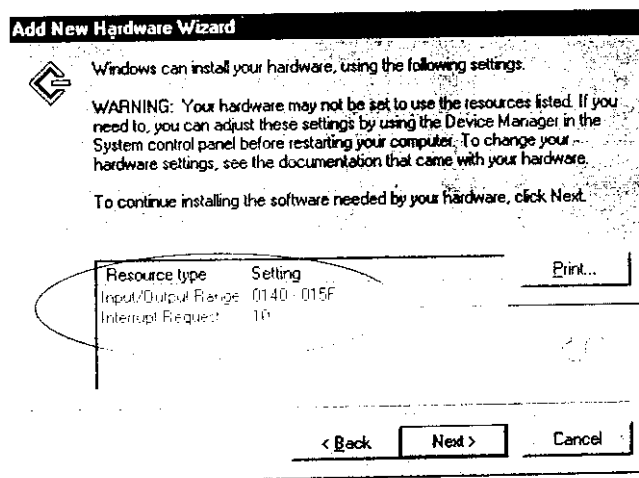 Add New Hardware Wizard
Windows can install your hardware, using the following settings.
WARNING: Your hardware may not be set to use the resources listed. If you
need to, you can adjust these settings by using the Device Manager in the
System control panel before restarting your computer. To change your
hardware settings, see the documentation that came with your hardware.
To continue installing the software needed by your hardware, click Next.
Resource type Setting
Input/Output Range 0140 - 015F
Interrupt Request 10
Print...
< Back
Next >
Cancel